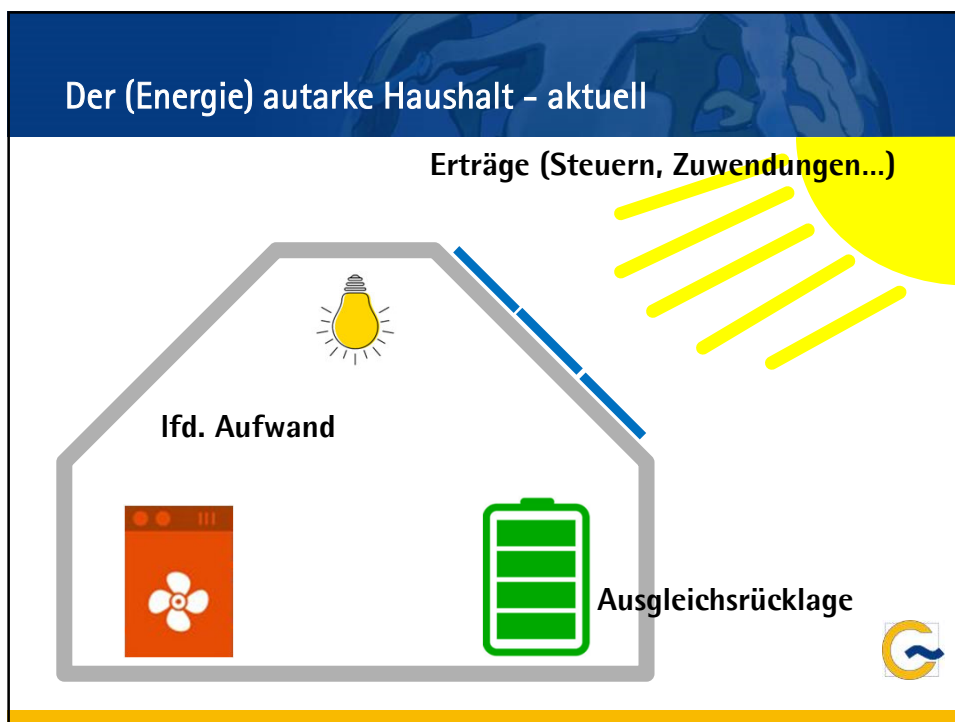 Der (Energie) autarke Haushalt - aktuell
Erträge (Steuern, Zuwendungen...)
lfd. Aufwand
Ausgleichsrücklage